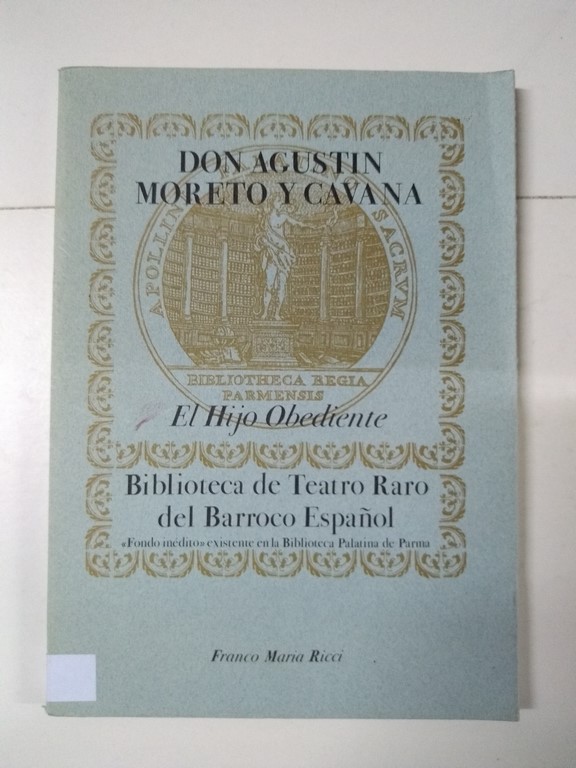 DON AGUSTIN
MORETO Y CAVANA
APOLLINI
SACRVM
BIBLIOTHECA REGIA
PARMENSIS
El Hijo Obediente
Biblioteca de Teatro Raro
del Barroco Español
«Fondo inédito» existente en la Biblioteca Palatina de Parma
Franco Maria Ricci